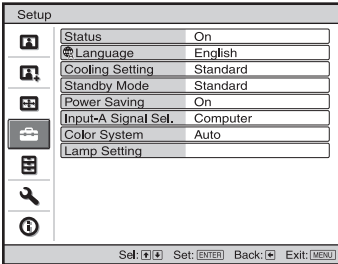 Setup
Status On
Language English
Cooling Setting Standard
Standby Mode Standard
Power Saving On
Input-A Signal Sel. Computer
Color System Auto
Lamp Setting
Sel: Set: ENTER Back: Exit: MENU